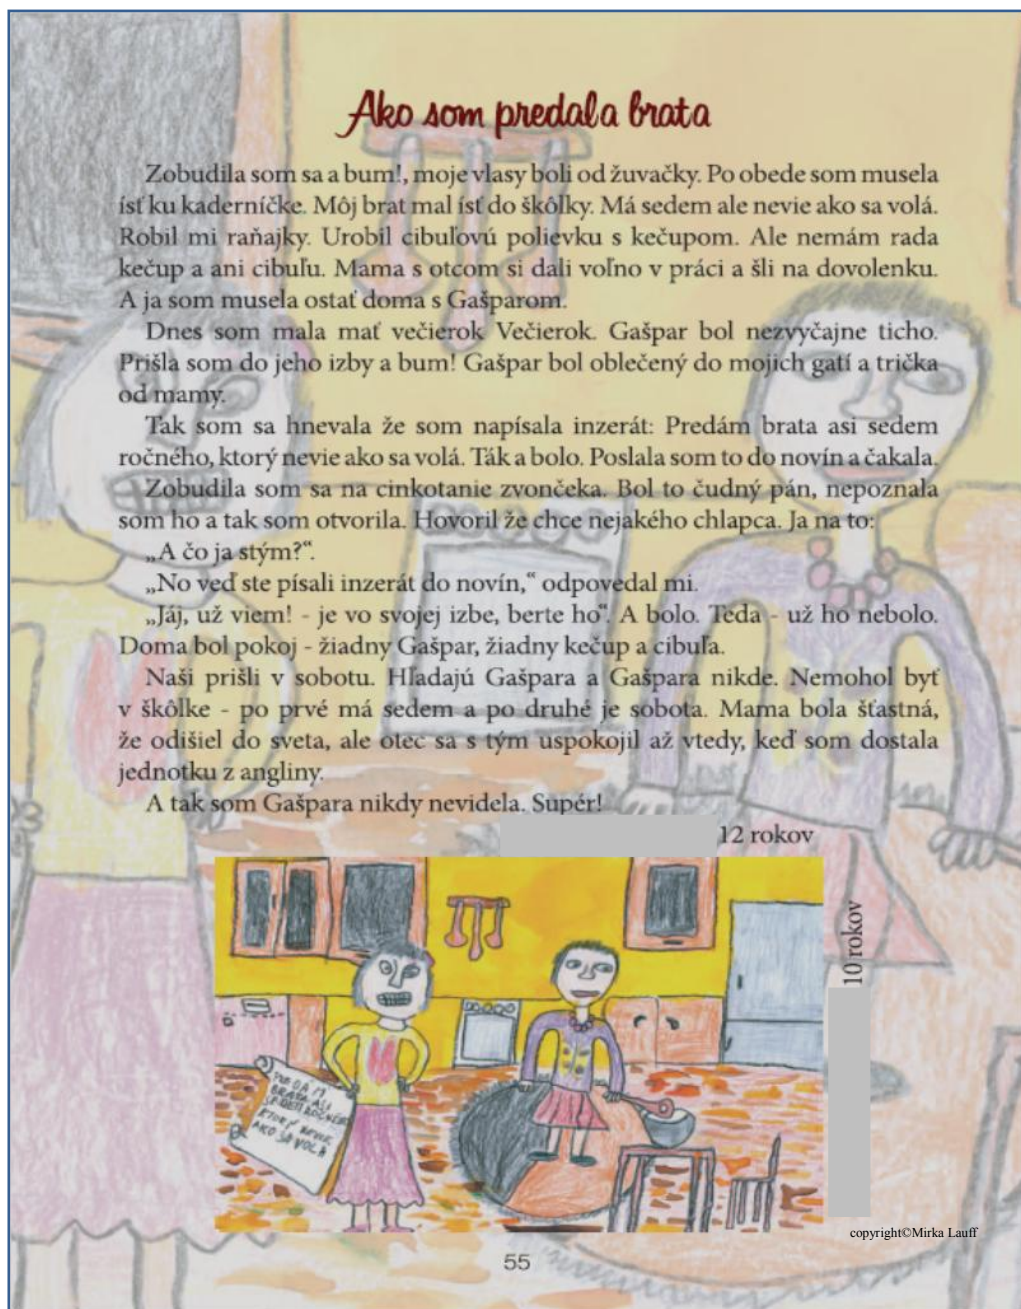 Ako som predala brata
Zobudila som sa a bum!, moje vlasy boli od žuvačky. Po obede som musela
ísť ku kaderníčke. Môj brat mal ísť do škôlky. Má sedem ale nevie ako sa volá.
Robil mi raňajky. Urobil cibuľovú polievku s kečupom. Ale nemám rada
kečup a ani cibuľu. Mama s otcom si dali voľno v práci a šli na dovolenku.
A ja som musela ostať doma s Gašparom.
Dnes som mala mať večierok Večierok. Gašpar bol nezvyčajne ticho.
Prišla som do jeho izby a bum! Gašpar bol oblečený do mojich gatí a trička
od mamy.
Tak som sa hnevala že som napísala inzerát: Predám brata asi sedem
ročného, ktorý nevie ako sa volá. Ták a bolo. Poslala som to do novín a čakala.
Zobudila som sa na cinkotanie zvončeka. Bol to čudný pán, nepoznala
som ho a tak som otvorila. Hovoril že chce nejakého chlapca. Ja na to:
„A čo ja stým?“.
„No veď ste písali inzerát do novín,“ odpovedal mi.
„Jáj, už viem! - je vo svojej izbe, berte ho“. A bolo. Teda - už ho nebolo.
Doma bol pokoj - žiadny Gašpar, žiadny kečup a cibuľa.
Naši prišli v sobotu. Hľadajú Gašpara a Gašpara nikde. Nemohol byť
v škôlke - po prvé má sedem a po druhé je sobota. Mama bola šťastná,
že odišiel do sveta, ale otec sa s tým uspokojil až vtedy, keď som dostala
jednotku z angliny.
A tak som Gašpara nikdy nevidela. Supér!
12 rokov
10 rokov
PREDÁM
BRATA ASI
SEDEM ROČNÉHO
KTORÝ NEVIE
AKO SA VOLÁ
copyright©Mirka Lauff
55